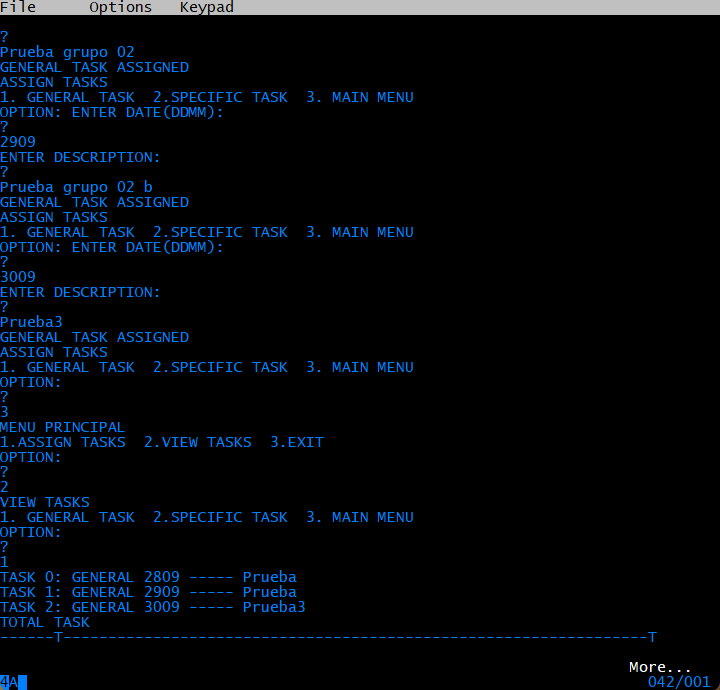 File Options Keypad
?
Prueba grupo 02
GENERAL TASK ASSIGNED
ASSIGN TASKS
1. GENERAL TASK 2.SPECIFIC TASK 3. MAIN MENU
OPTION: ENTER DATE(DDMM):
?
2909
ENTER DESCRIPTION:
?
Prueba grupo 02 b
GENERAL TASK ASSIGNED
ASSIGN TASKS
1. GENERAL TASK 2.SPECIFIC TASK 3. MAIN MENU
OPTION: ENTER DATE(DDMM):
?
3009
ENTER DESCRIPTION:
?
Prueba3
GENERAL TASK ASSIGNED
ASSIGN TASKS
1. GENERAL TASK 2.SPECIFIC TASK 3. MAIN MENU
OPTION:
?
3
MENU PRINCIPAL
1.ASSIGN TASKS 2.VIEW TASKS 3.EXIT
OPTION:
?
2
VIEW TASKS
1. GENERAL TASK 2.SPECIFIC TASK 3. MAIN MENU
OPTION:
?
1
TASK 0: GENERAL 2809 ----- Prueba
TASK 1: GENERAL 2909 ----- Prueba
TASK 2: GENERAL 3009 ----- Prueba3
TOTAL TASK
------T-----------------------------------------------------------------T
More...
4A 042/001